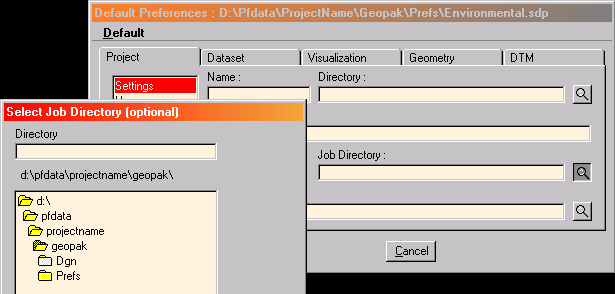 Default Preferences : D:\Pfdata\ProjectName\Geopak\Prefs\Environmental.sdp
Default
Project Dataset Visualization Geometry DTM
Settings
Name : Directory :
Select Job Directory (optional)
Directory
Job Directory :
d:\pfdata\projectname\geopak\
d:\
pfdata
projectname
geopak
Dgn
Prefs
Cancel